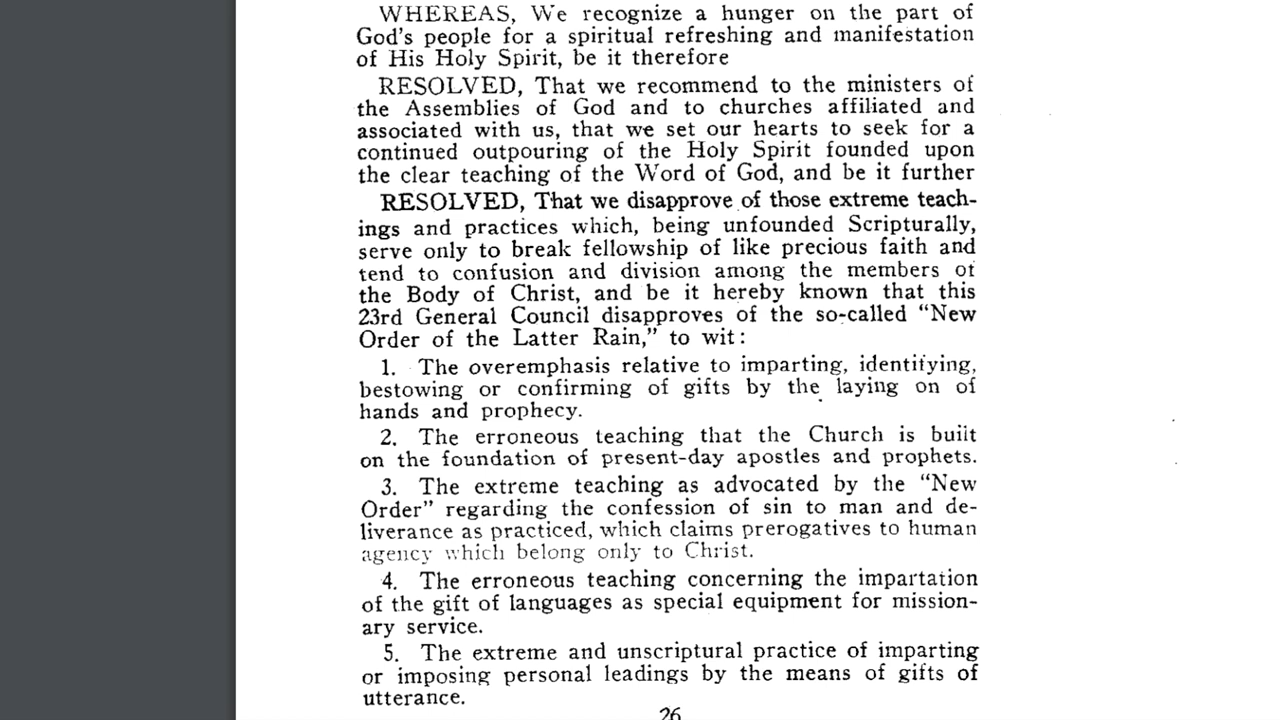 WHEREAS, We recognize a hunger on the part of
God's people for a spiritual refreshing and manifestation
of His Holy Spirit, be it therefore
RESOLVED, That we recommend to the ministers of
the Assemblies of God and to churches affiliated and
associated with us, that we set our hearts to seek for a
continued outpouring of the Holy Spirit founded upon
the clear teaching of the Word of God, and be it further
RESOLVED, That we disapprove of those extreme teach-
ings and practices which, being unfounded Scripturally,
serve only to break fellowship of like precious faith and
tend to confusion and division among the members of
the Body of Christ, and be it hereby known that this
23rd General Council disapproves of the so-called “New
Order of the Latter Rain,” to wit:
1. The overemphasis relative to imparting, identifying,
bestowing or confirming of gifts by the laying on of
hands and prophecy.
2. The erroneous teaching that the Church is built
on the foundation of present-day apostles and prophets.
3. The extreme teaching as advocated by the “New
Order” regarding the confession of sin to man and de-
liverance as practiced, which claims prerogatives to human
agency which belong only to Christ.
4. The erroneous teaching concerning the impartation
of the gift of languages as special equipment for mission-
ary service.
5. The extreme and unscriptural practice of imparting
or imposing personal leadings by the means of gifts of
utterance.
26